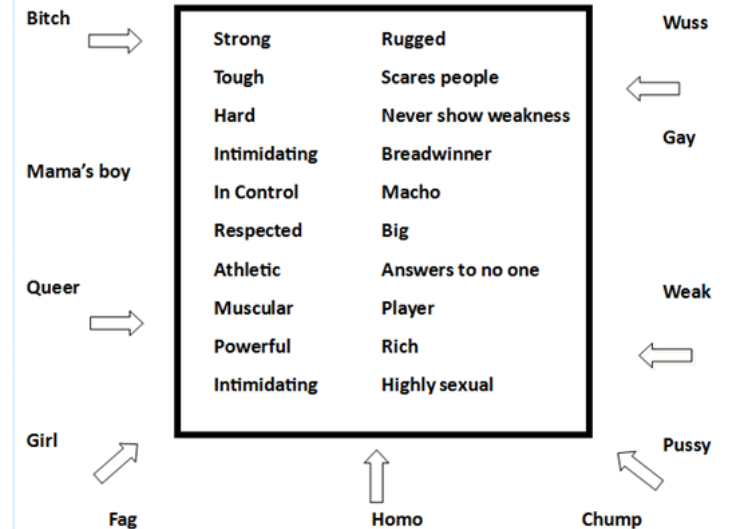 Bitch
Wuss
Strong Rugged
Tough Scares people
Hard Never show weakness
Gay
Intimidating Breadwinner
Mama's boy
In Control Macho
Respected Big
Athletic Answers to no one
Queer
Weak
Muscular Player
Powerful Rich
Intimidating Highly sexual
Girl
Pussy
Fag Homo Chump